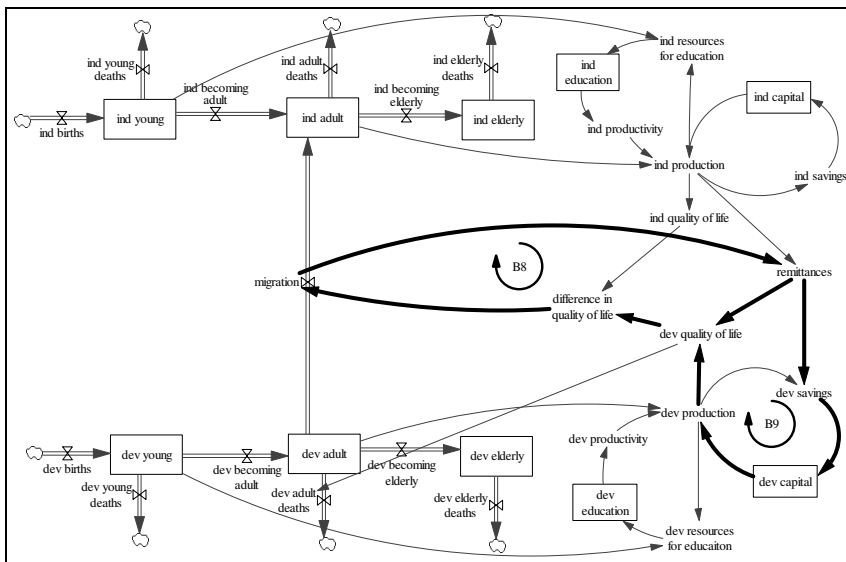 ind young
deaths
ind adult
deaths
ind elderly
deaths
ind resources
for education
ind
education
ind capital
ind becoming
adult
ind becoming
elderly
ind births
ind young
ind adult
ind elderly
ind productivity
ind production
ind savings
ind quality of life
B8
remittances
migration
difference in
quality of life
dev quality of life
dev savings
dev production
B9
dev productivity
dev births
dev young
dev becoming
adult
dev adult
dev becoming
elderly
dev elderly
dev capital
dev young
deaths
dev adult
deaths
dev elderly
deaths
dev
education
dev resources
for educaiton